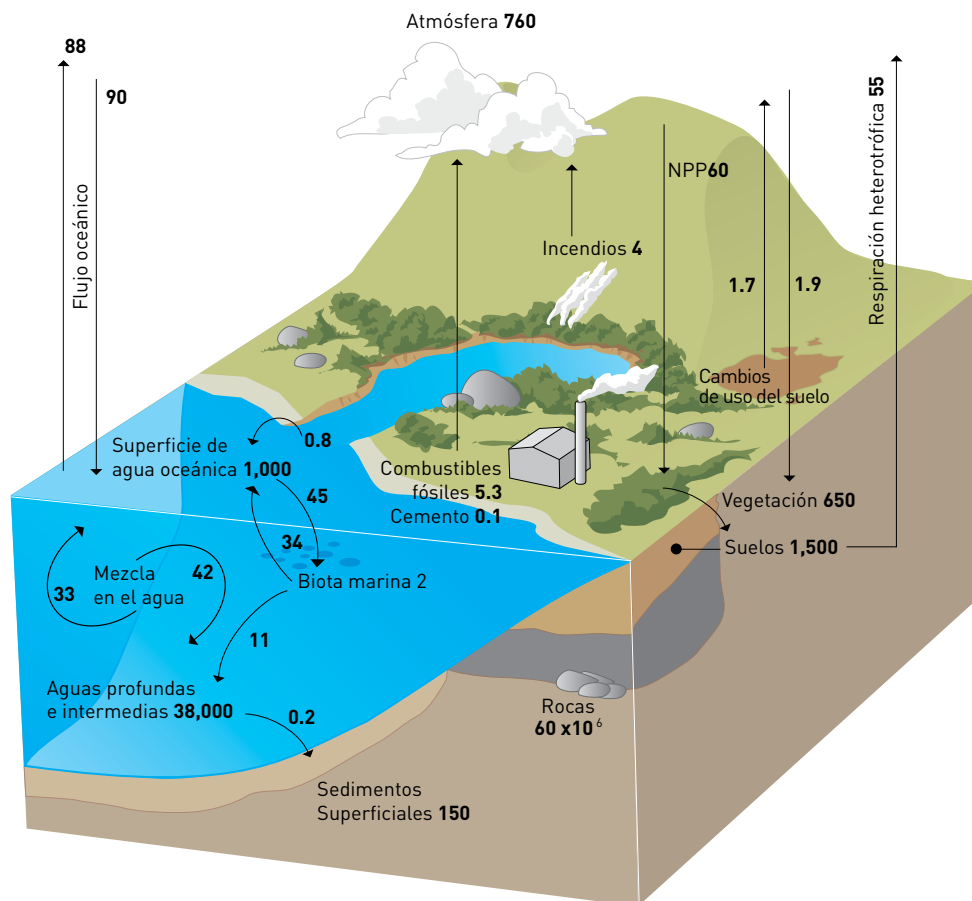 Atmósfera 760
88
90
Flujo oceánico
NPP60
Incendios 4
1.7
1.9
Respiración heterotrófica 55
Cambios
de uso del suelo
0.8
Superficie de
agua oceánica 1,000
45
34
Combustibles
fósiles 5.3
Cemento 0.1
Vegetación 650
Suelos 1,500
Mezcla
en el agua
33
42
Biota marina 2
11
Aguas profundas
e intermedias 38,000
0.2
Rocas
60 x10⁶
Sedimentos
Superficiales 150